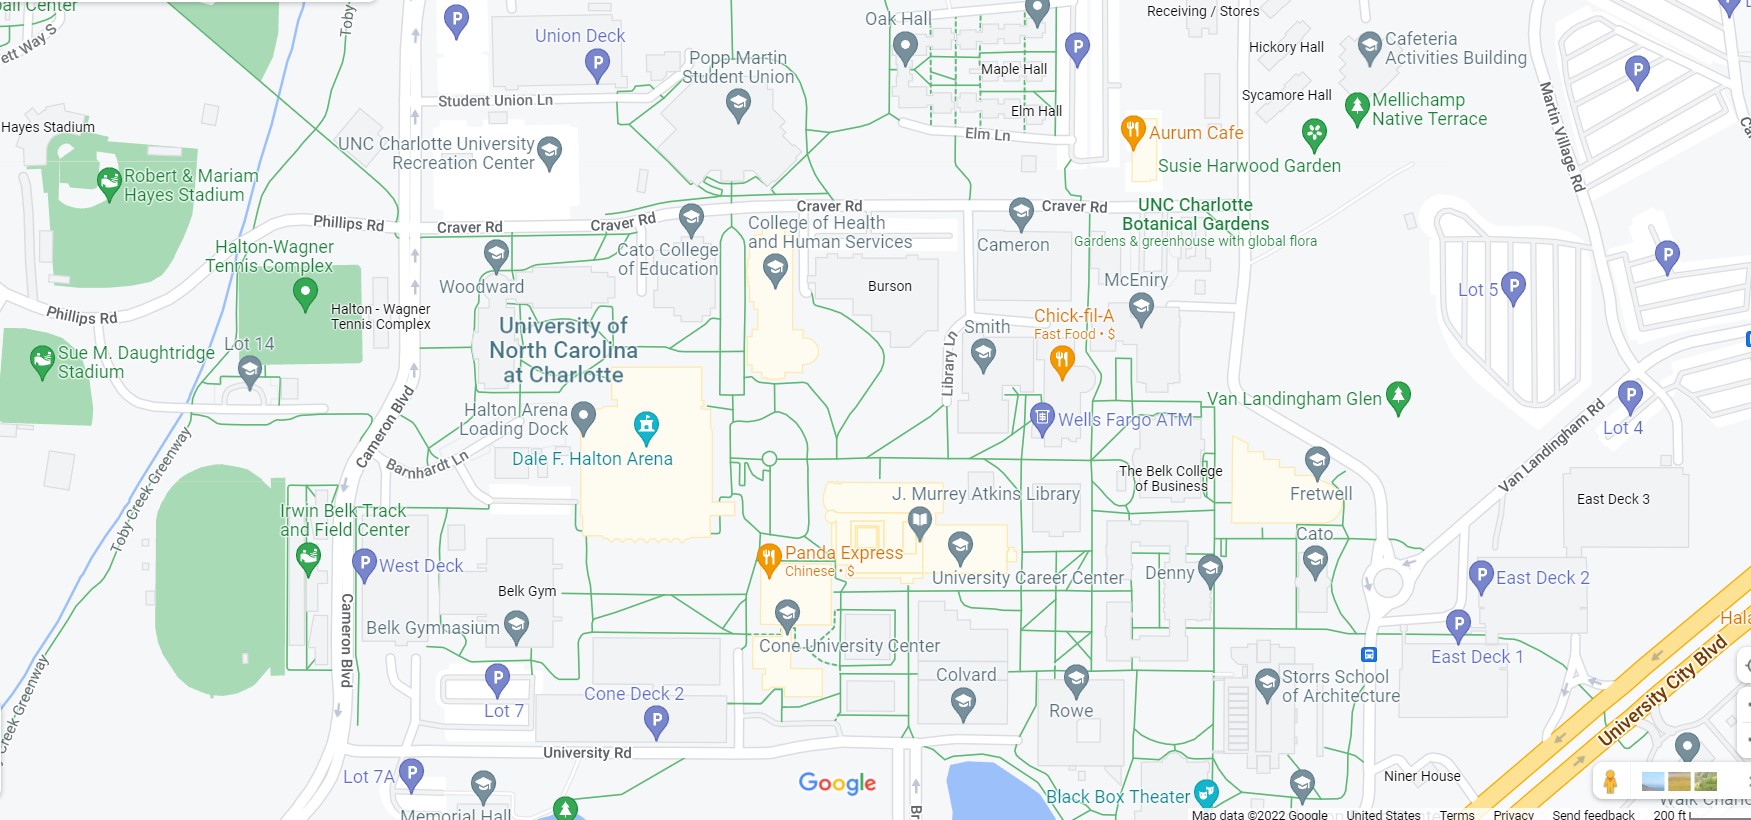 ball Center
ett Way S
Toby
Union Deck
Student Union Ln
Popp Martin
Student Union
Oak Hall
Maple Hall
Elm Hall
Elm Ln
Receiving / Stores
Hickory Hall
Sycamore Hall
Cafeteria
Activities Building
Mellichamp
Native Terrace
Aurum Cafe
Susie Harwood Garden
Martin Village Rd
Hayes Stadium
Robert & Mariam
Hayes Stadium
UNC Charlotte University
Recreation Center
Phillips Rd
Craver Rd
Craver Rd
Craver Rd
Craver Rd
UNC Charlotte
Botanical Gardens
Gardens & greenhouse with global flora
Halton-Wagner
Tennis Complex
Halton - Wagner
Tennis Complex
Woodward
Cato College
of Education
College of Health
and Human Services
Burson
Cameron
McEniry
Lot 5
Phillips Rd
Sue M. Daughtridge
Stadium
Lot 14
University of
North Carolina
at Charlotte
Smith
Chick-fil-A
Fast Food • $
Library Ln
Wells Fargo ATM
Van Landingham Glen
Lot 4
Van Landingham Rd
Halton Arena
Loading Dock
Dale F. Halton Arena
Cameron Blvd
Barnhardt Ln
Toby Creek Greenway
The Belk College
of Business
Fretwell
East Deck 3
J. Murrey Atkins Library
Irwin Belk Track
and Field Center
West Deck
Belk Gym
Belk Gymnasium
Panda Express
Chinese • $
University Career Center
Denny
Cato
East Deck 2
East Deck 1
Cone University Center
Cameron Blvd
Creek Greenway
Lot 7
Cone Deck 2
University Rd
Colvard
Rowe
Storrs School
of Architecture
University City Blvd
Hala
Lot 7A
Memorial Hall
Google
Black Box Theater
Niner House
Br
Map data ©2022 Google
United States
Terms
Privacy
Send feedback
200 ft